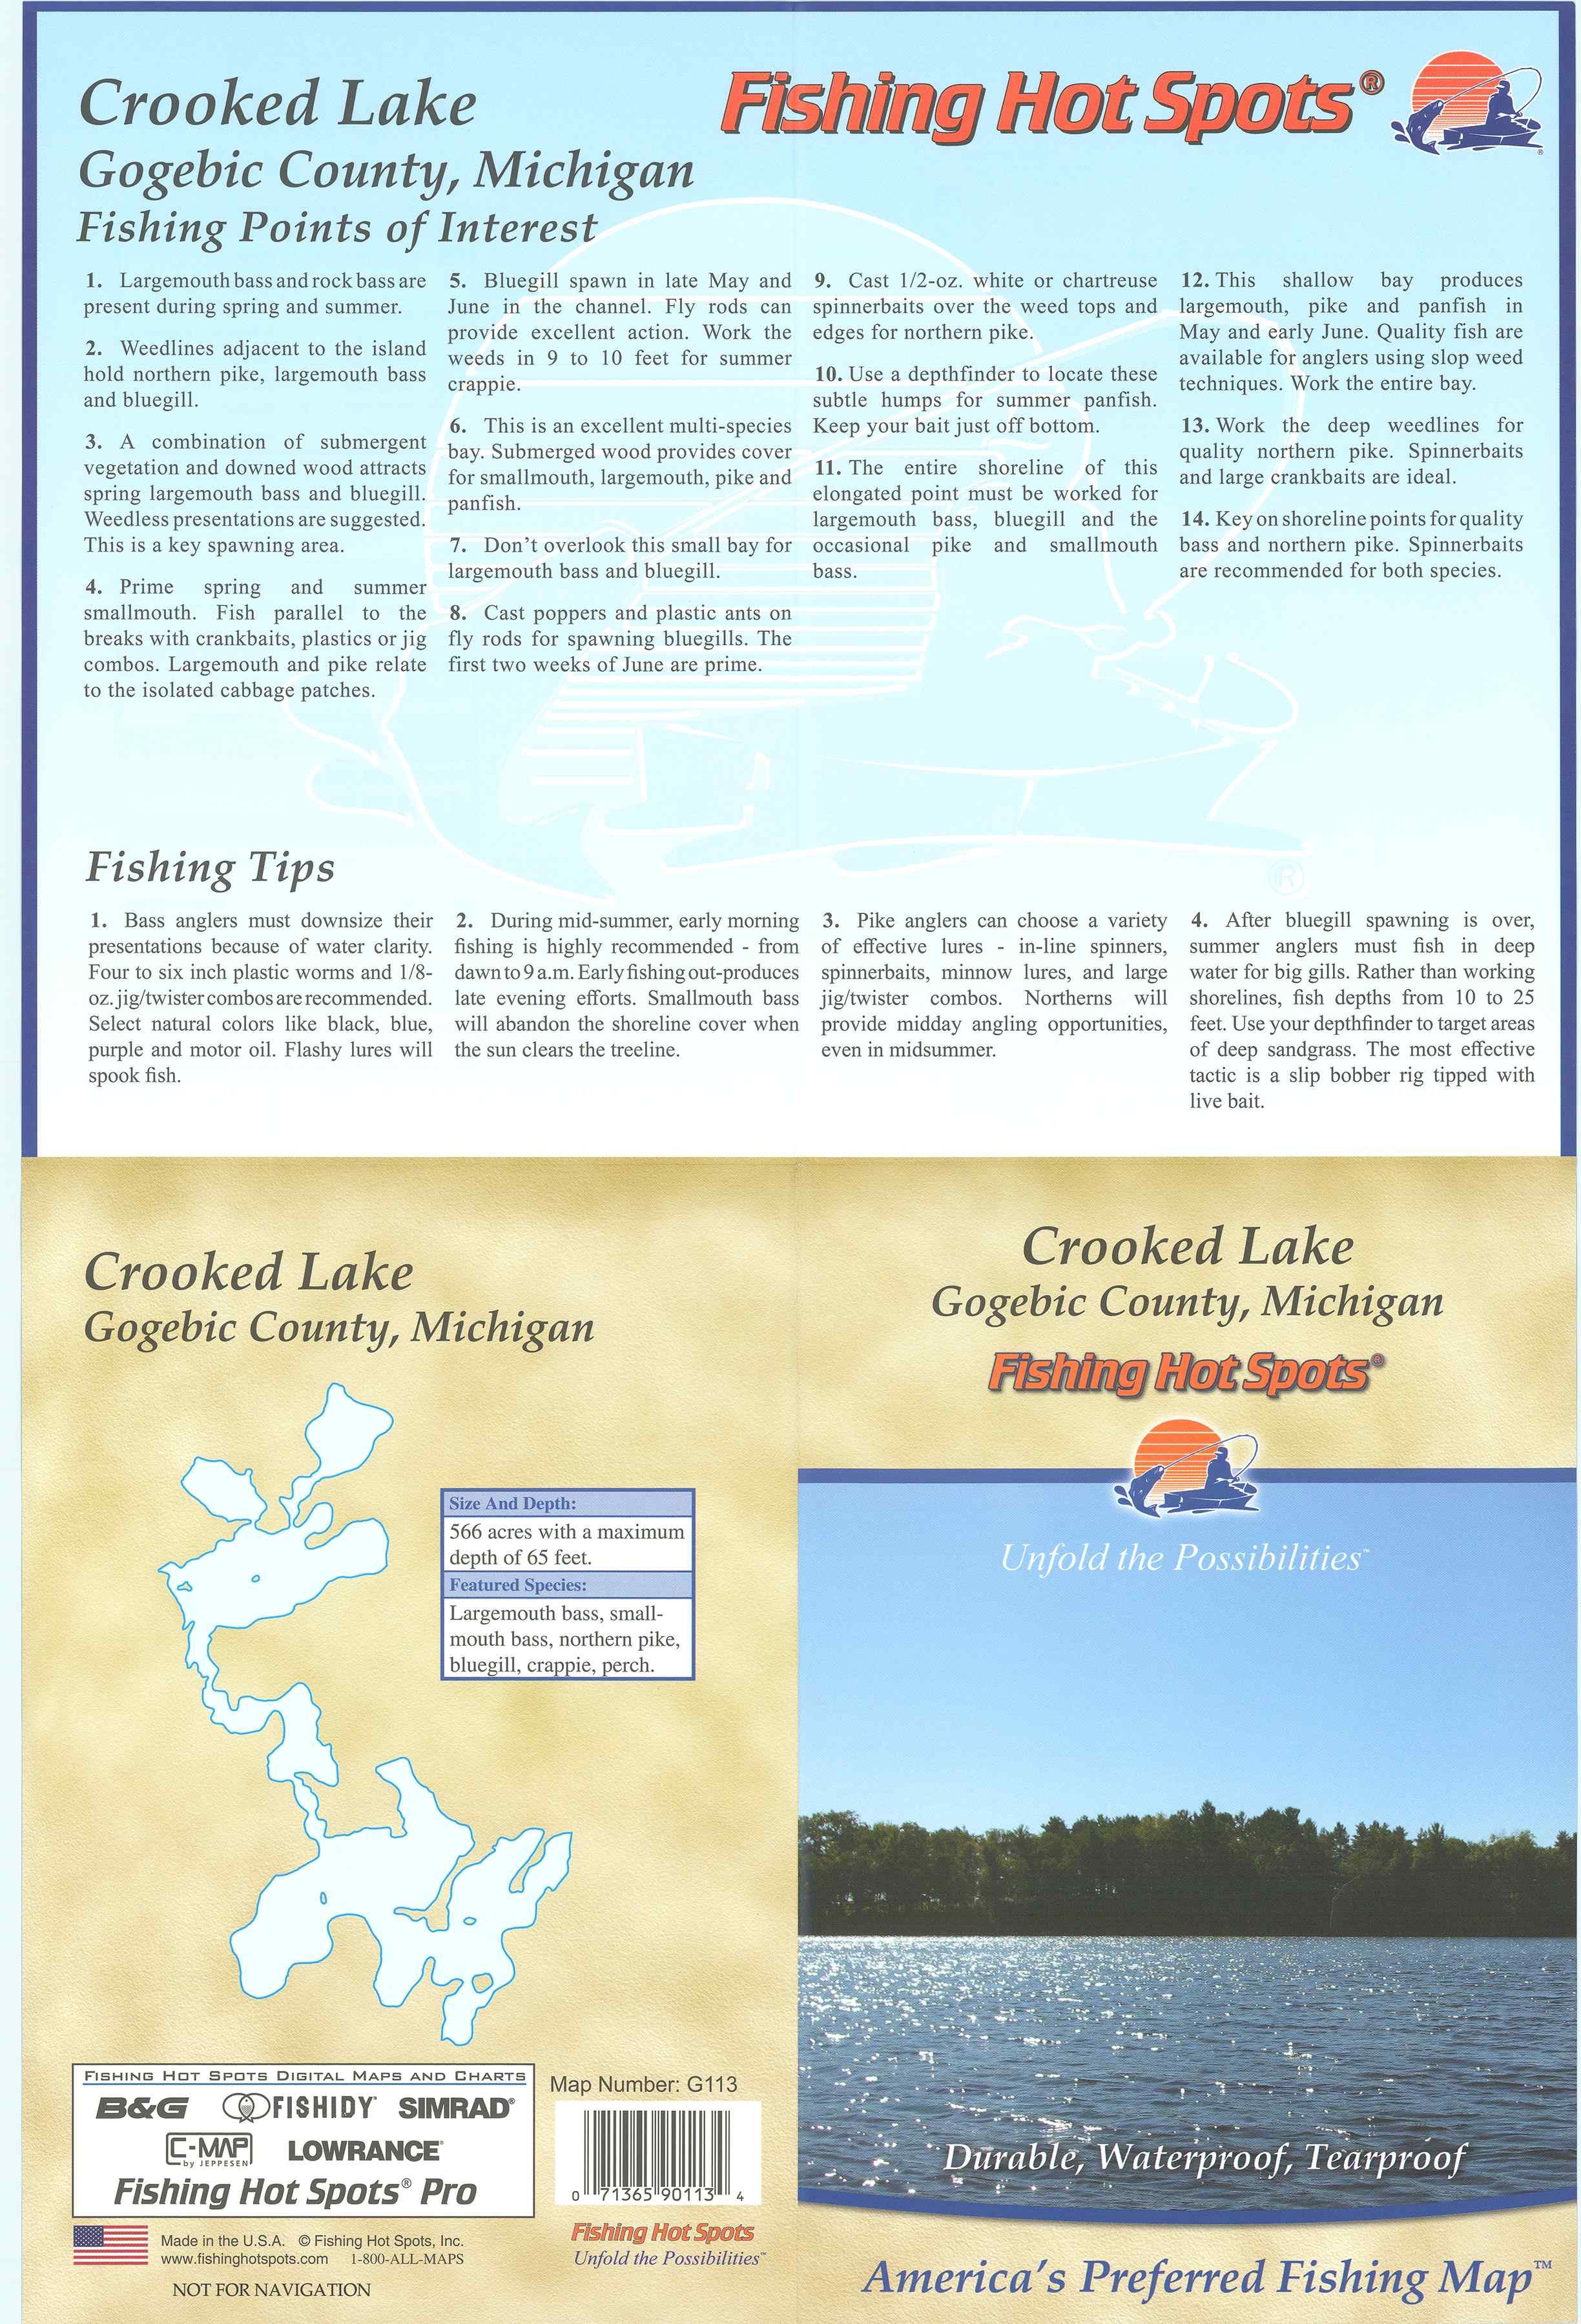 Crooked Lake
Gogebic County, Michigan
Fishing Points of Interest
Fishing Hot Spots®
1. Largemouth bass and rock bass are
present during spring and summer.
2. Weedlines adjacent to the island
hold northern pike, largemouth bass
and bluegill.
3. A combination of submergent
vegetation and downed wood attracts
spring largemouth bass and bluegill.
Weedless presentations are suggested.
This is a key spawning area.
4. Prime spring and summer
smallmouth. Fish parallel to the
breaks with crankbaits, plastics or jig
combos. Largemouth and pike relate
to the isolated cabbage patches.
5. Bluegill spawn in late May and
June in the channel. Fly rods can
provide excellent action. Work the
weeds in 9 to 10 feet for summer
crappie.
6. This is an excellent multi-species
bay. Submerged wood provides cover
for smallmouth, largemouth, pike and
panfish.
7. Don't overlook this small bay for
largemouth bass and bluegill.
8. Cast poppers and plastic ants on
fly rods for spawning bluegills. The
first two weeks of June are prime.
9. Cast 1/2-oz. white or chartreuse
spinnerbaits over the weed tops and
edges for northern pike.
10. Use a depthfinder to locate these
subtle humps for summer panfish.
Keep your bait just off bottom.
11. The entire shoreline of this
elongated point must be worked for
largemouth bass, bluegill and the
occasional pike and smallmouth
bass.
12. This shallow bay produces
largemouth, pike and panfish in
May and early June. Quality fish are
available for anglers using slop weed
techniques. Work the entire bay.
13. Work the deep weedlines for
quality northern pike. Spinnerbaits
and large crankbaits are ideal.
14. Key on shoreline points for quality
bass and northern pike. Spinnerbaits
are recommended for both species.
®
Fishing Tips
1. Bass anglers must downsize their
presentations because of water clarity.
Four to six inch plastic worms and 1/8-
oz. jig/twister combos are recommended.
Select natural colors like black, blue,
purple and motor oil. Flashy lures will
spook fish.
2. During mid-summer, early morning
fishing is highly recommended - from
dawn to 9 a.m. Early fishing out-produces
late evening efforts. Smallmouth bass
will abandon the shoreline cover when
the sun clears the treeline.
3. Pike anglers can choose a variety
of effective lures - in-line spinners,
spinnerbaits, minnow lures, and large
jig/twister combos. Northerns will
provide midday angling opportunities,
even in midsummer.
4. After bluegill spawning is over,
summer anglers must fish in deep
water for big gills. Rather than working
shorelines, fish depths from 10 to 25
feet. Use your depthfinder to target areas
of deep sandgrass. The most effective
tactic is a slip bobber rig tipped with
live bait.
Crooked Lake
Gogebic County, Michigan
Size And Depth:
566 acres with a maximum
depth of 65 feet.
Featured Species:
Largemouth bass, small-
mouth bass, northern pike,
bluegill, crappie, perch.
FISHING HOT SPOTS DIGITAL MAPS AND CHARTS
B&G FISHIDY™ SIMRAD®
C-MAP by JEPPESEN LOWRANCE®
Fishing Hot Spots® Pro
Made in the U.S.A. © Fishing Hot Spots, Inc.
www.fishinghotspots.com 1-800-ALL-MAPS
NOT FOR NAVIGATION
Map Number: G113
0 71365 90113 4
Fishing Hot Spots
Unfold the Possibilities™
Crooked Lake
Gogebic County, Michigan
Fishing Hot Spots®
Unfold the Possibilities™
Durable, Waterproof, Tearproof
America's Preferred Fishing Map™